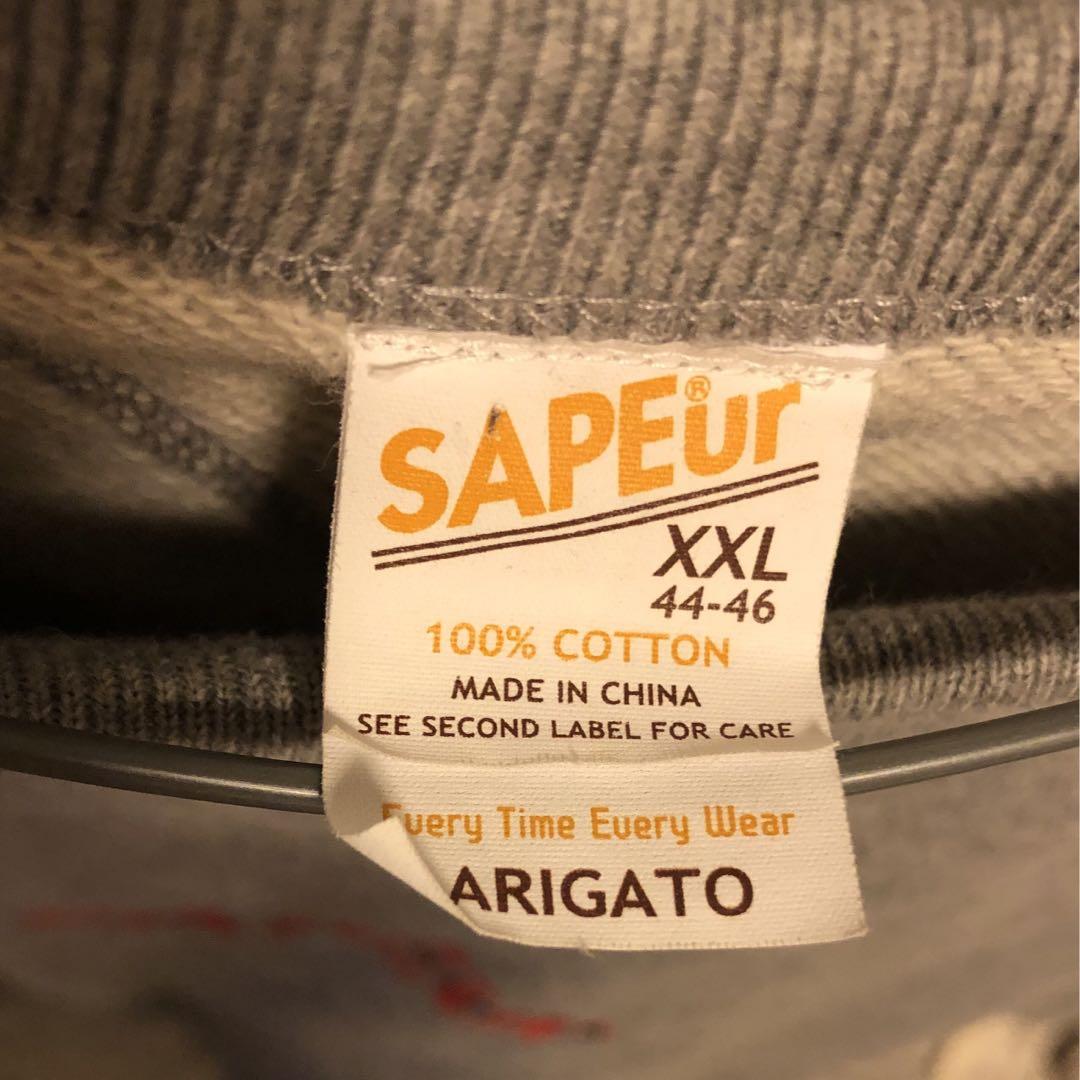 SAPEur®
XXL
44-46
100% COTTON
MADE IN CHINA
SEE SECOND LABEL FOR CARE
Every Time Every Wear
ARIGATO